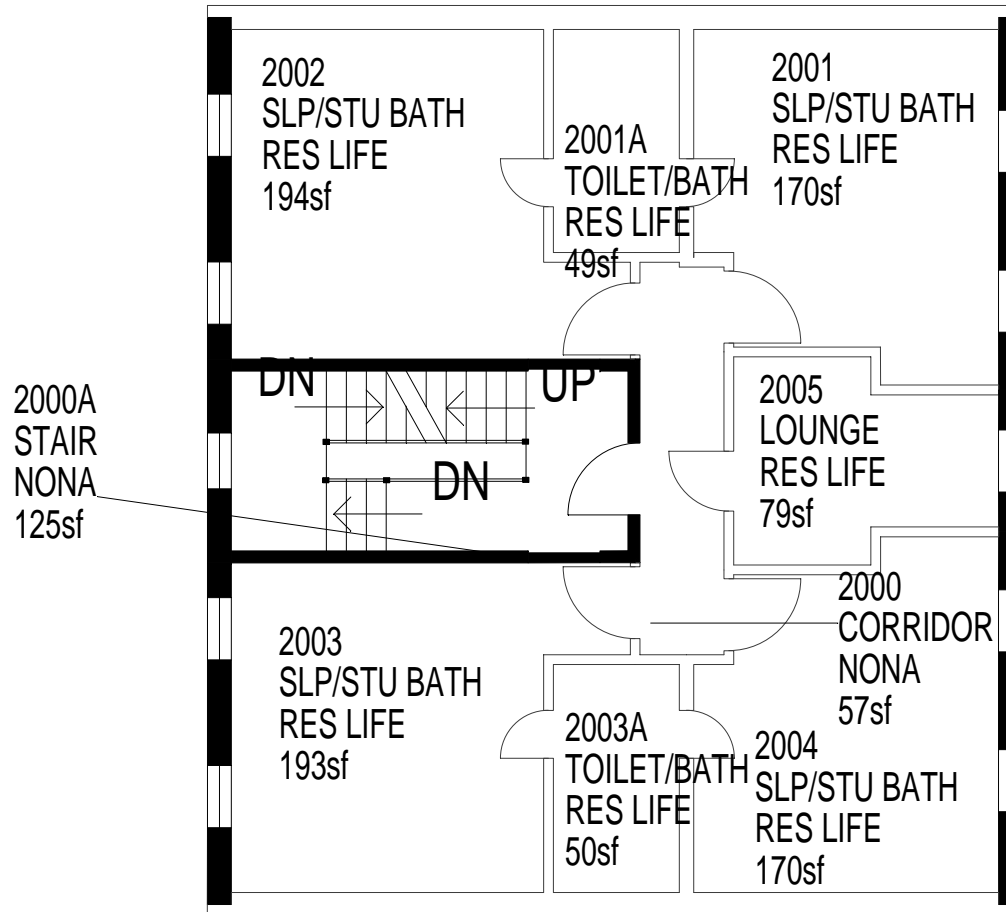 2002
SLP/STU BATH
RES LIFE
194sf
2001A
TOILET/BATH
RES LIFE
49sf
2001
SLP/STU BATH
RES LIFE
170sf
2000A
STAIR
NONA
125sf
DN
UP
DN
2005
LOUNGE
RES LIFE
79sf
2003
SLP/STU BATH
RES LIFE
193sf
2003A
TOILET/BATH
RES LIFE
50sf
2000
CORRIDOR
NONA
57sf
2004
SLP/STU BATH
RES LIFE
170sf